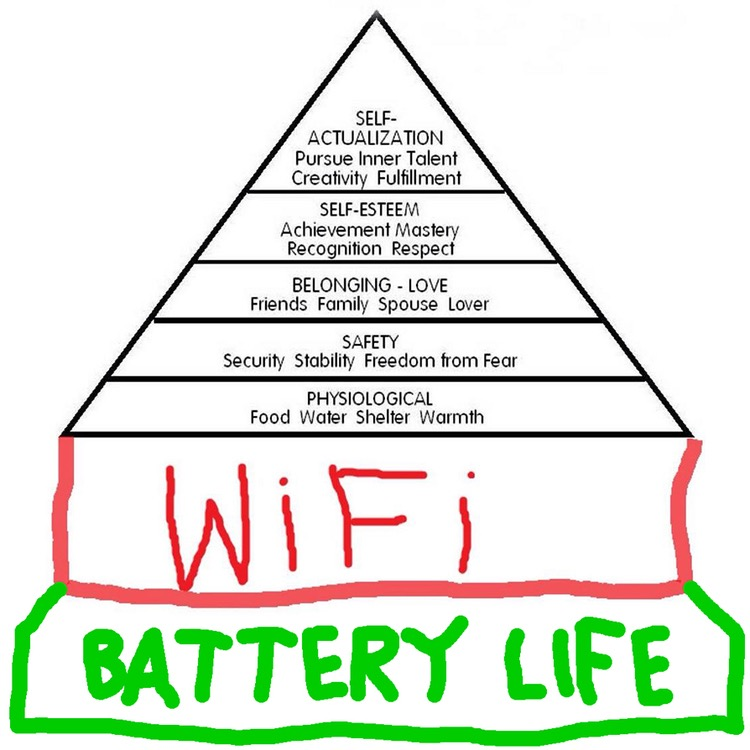 SELF-
ACTUALIZATION
Pursue Inner Talent
Creativity Fulfillment
SELF-ESTEEM
Achievement Mastery
Recognition Respect
BELONGING - LOVE
Friends Family Spouse Lover
SAFETY
Security Stability Freedom from Fear
PHYSIOLOGICAL
Food Water Shelter Warmth
WiFi
BATTERY LIFE